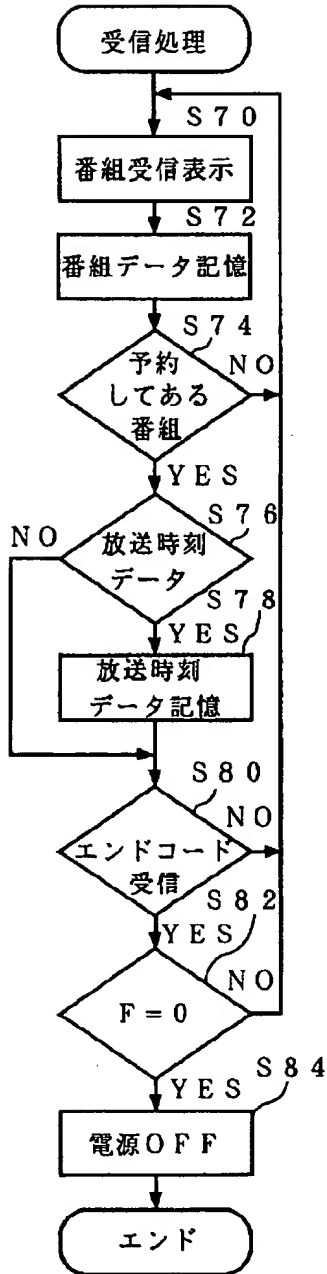 受信処理
S70
番組受信表示
S72
番組データ記憶
S74
予約
してある
番組
NO
YES
S76
NO
放送時刻
データ
S78
YES
放送時刻
データ記憶
S80
NO
エンドコード
受信
S82
YES
NO
F=0
S84
YES
電源OFF
エンド